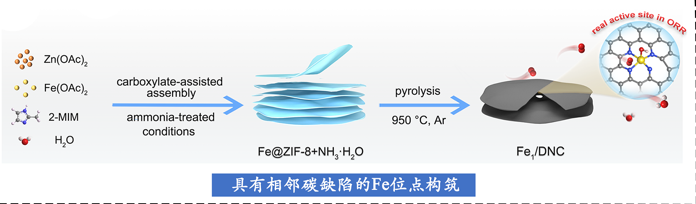 Zn(OAc)₂
Fe(OAc)₂
2-MIM
H₂O
carboxylate-assisted
assembly
ammonia-treated
conditions
Fe@ZIF-8+NH₃·H₂O
pyrolysis
950 °C, Ar
Fe₁/DNC
real active site in ORR
具有相邻碳缺陷的Fe位点构筑